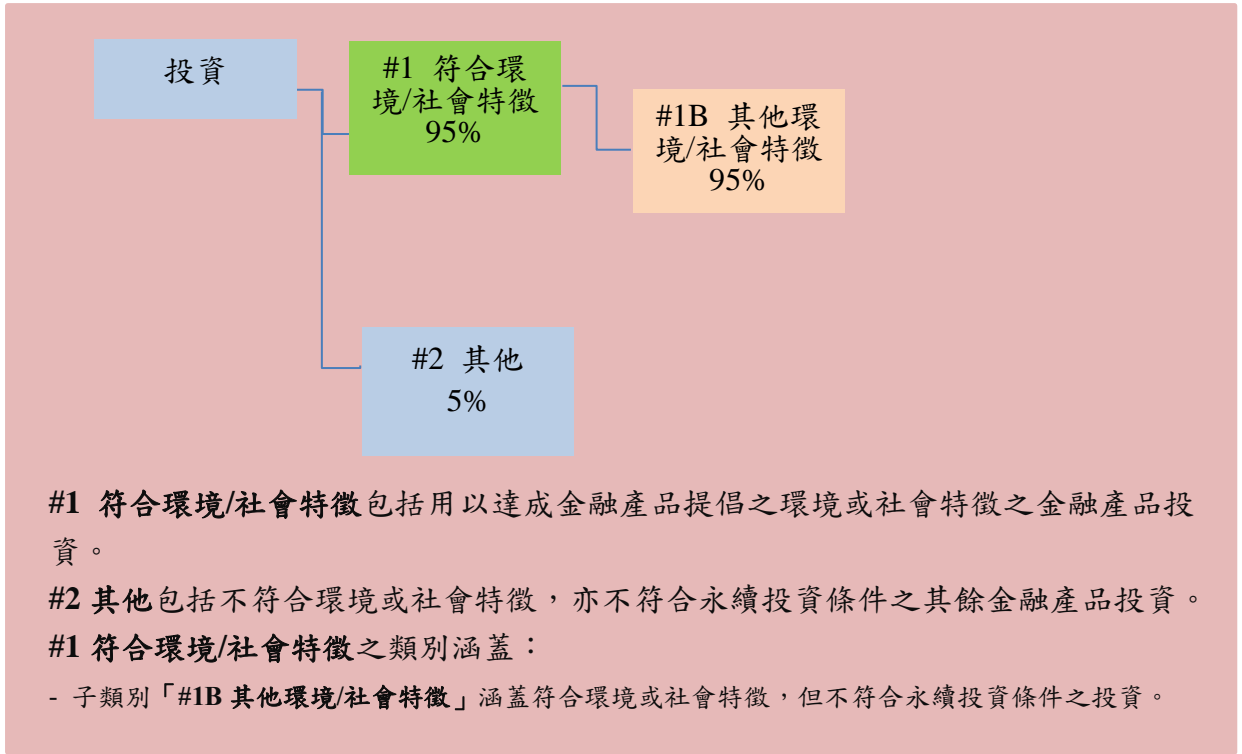 投資
#1 符合環
境/社會特徵
95%
#1B 其他環
境/社會特徵
95%
#2 其他
5%
#1 符合環境/社會特徵包括用以達成金融產品提倡之環境或社會特徵之金融產品投
資。
#2 其他包括不符合環境或社會特徵，亦不符合永續投資條件之其餘金融產品投資。
#1 符合環境/社會特徵之類別涵蓋：
- 子類別「#1B 其他環境/社會特徵」涵蓋符合環境或社會特徵，但不符合永續投資條件之投資。